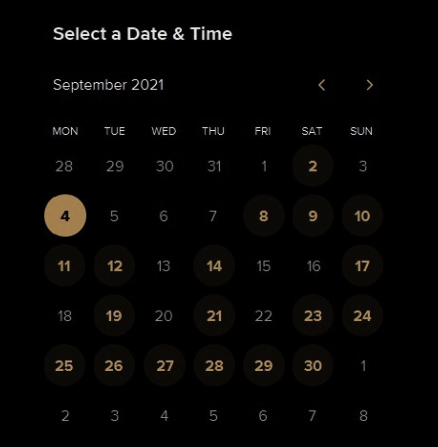 Select a Date & Time
September 2021
MON TUE WED THU FRI SAT SUN
28 29 30 31 1 2 3
4 5 6 7 8 9 10
11 12 13 14 15 16 17
18 19 20 21 22 23 24
25 26 27 28 29 30 1
2 3 4 5 6 7 8